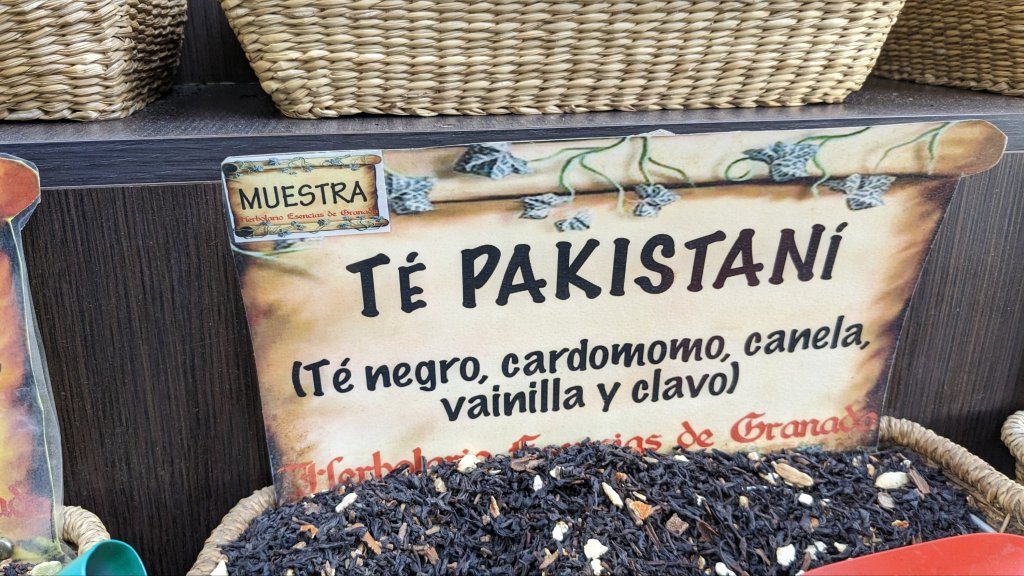 MUESTRA
Herbolario Esencias de Granada
TÉ PAKISTANÍ
(Té negro, cardomomo, canela,
vainilla y clavo)
Herbolario Esencias de Granada